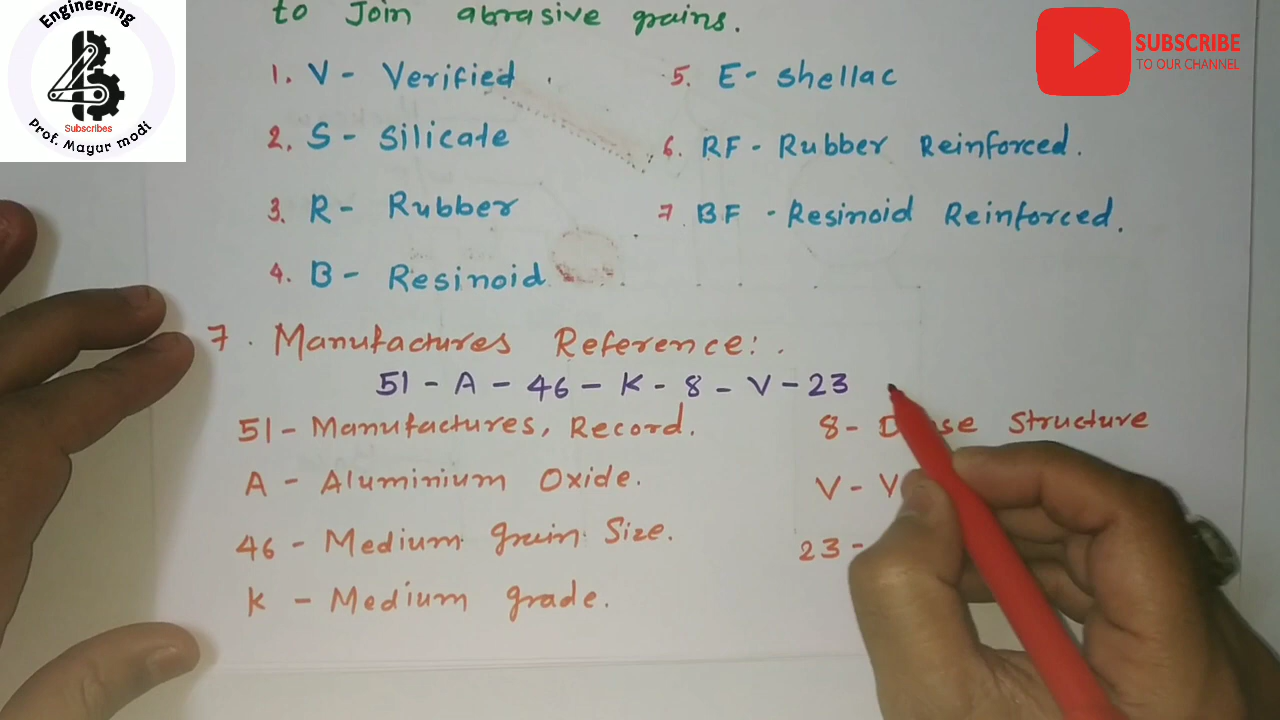 Engineering
Subscribes
Prof. Mayur modi
SUBSCRIBE
TO OUR CHANNEL
to Join abrasive grains.
1. V - Verified .
2. S - Silicate
3. R - Rubber
4. B - Resinoid
5. E - shellac
6. RF - Rubber Reinforced.
7 BF - Resinoid Reinforced.
7. Manufactures Reference:.
51 - A - 46 - K - 8 - V - 23
51 - Manufactures, Record.
A - Aluminium Oxide.
46 - Medium grain Size.
K - Medium grade.
8 - Structure
V - V
23 -